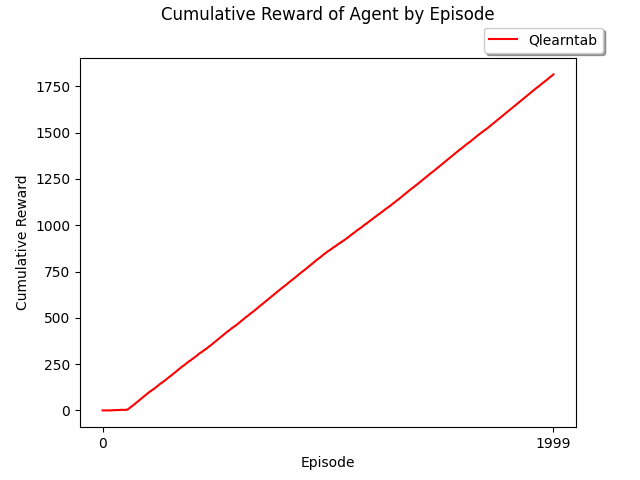 Cumulative Reward of Agent by Episode
Qlearntab
1750
1500
1250
1000
750
500
250
0
Cumulative Reward
0
1999
Episode